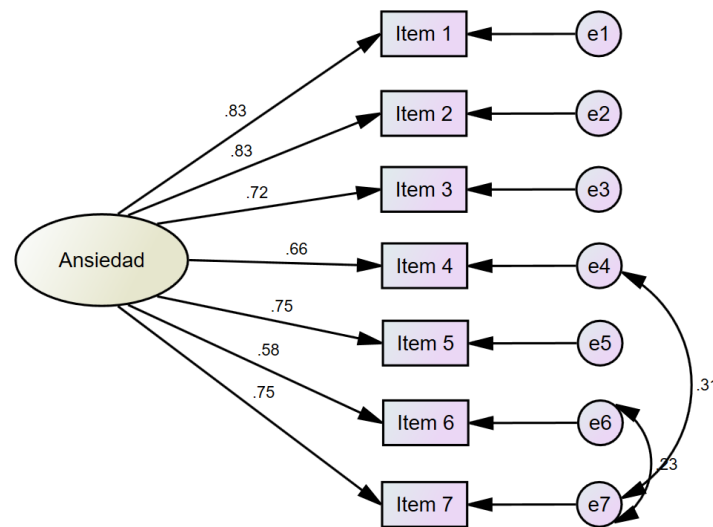 Item 1
e1
.83
Item 2
e2
.83
Item 3
e3
.72
Ansiedad
.66
Item 4
e4
.75
Item 5
e5
.31
.58
Item 6
e6
.75
.23
Item 7
e7